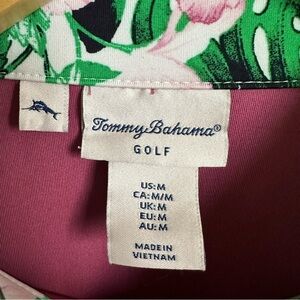 Tommy Bahama®
GOLF
US:M
CA:M/M
UK:M
EU:M
AU:M
MADE IN
VIETNAM